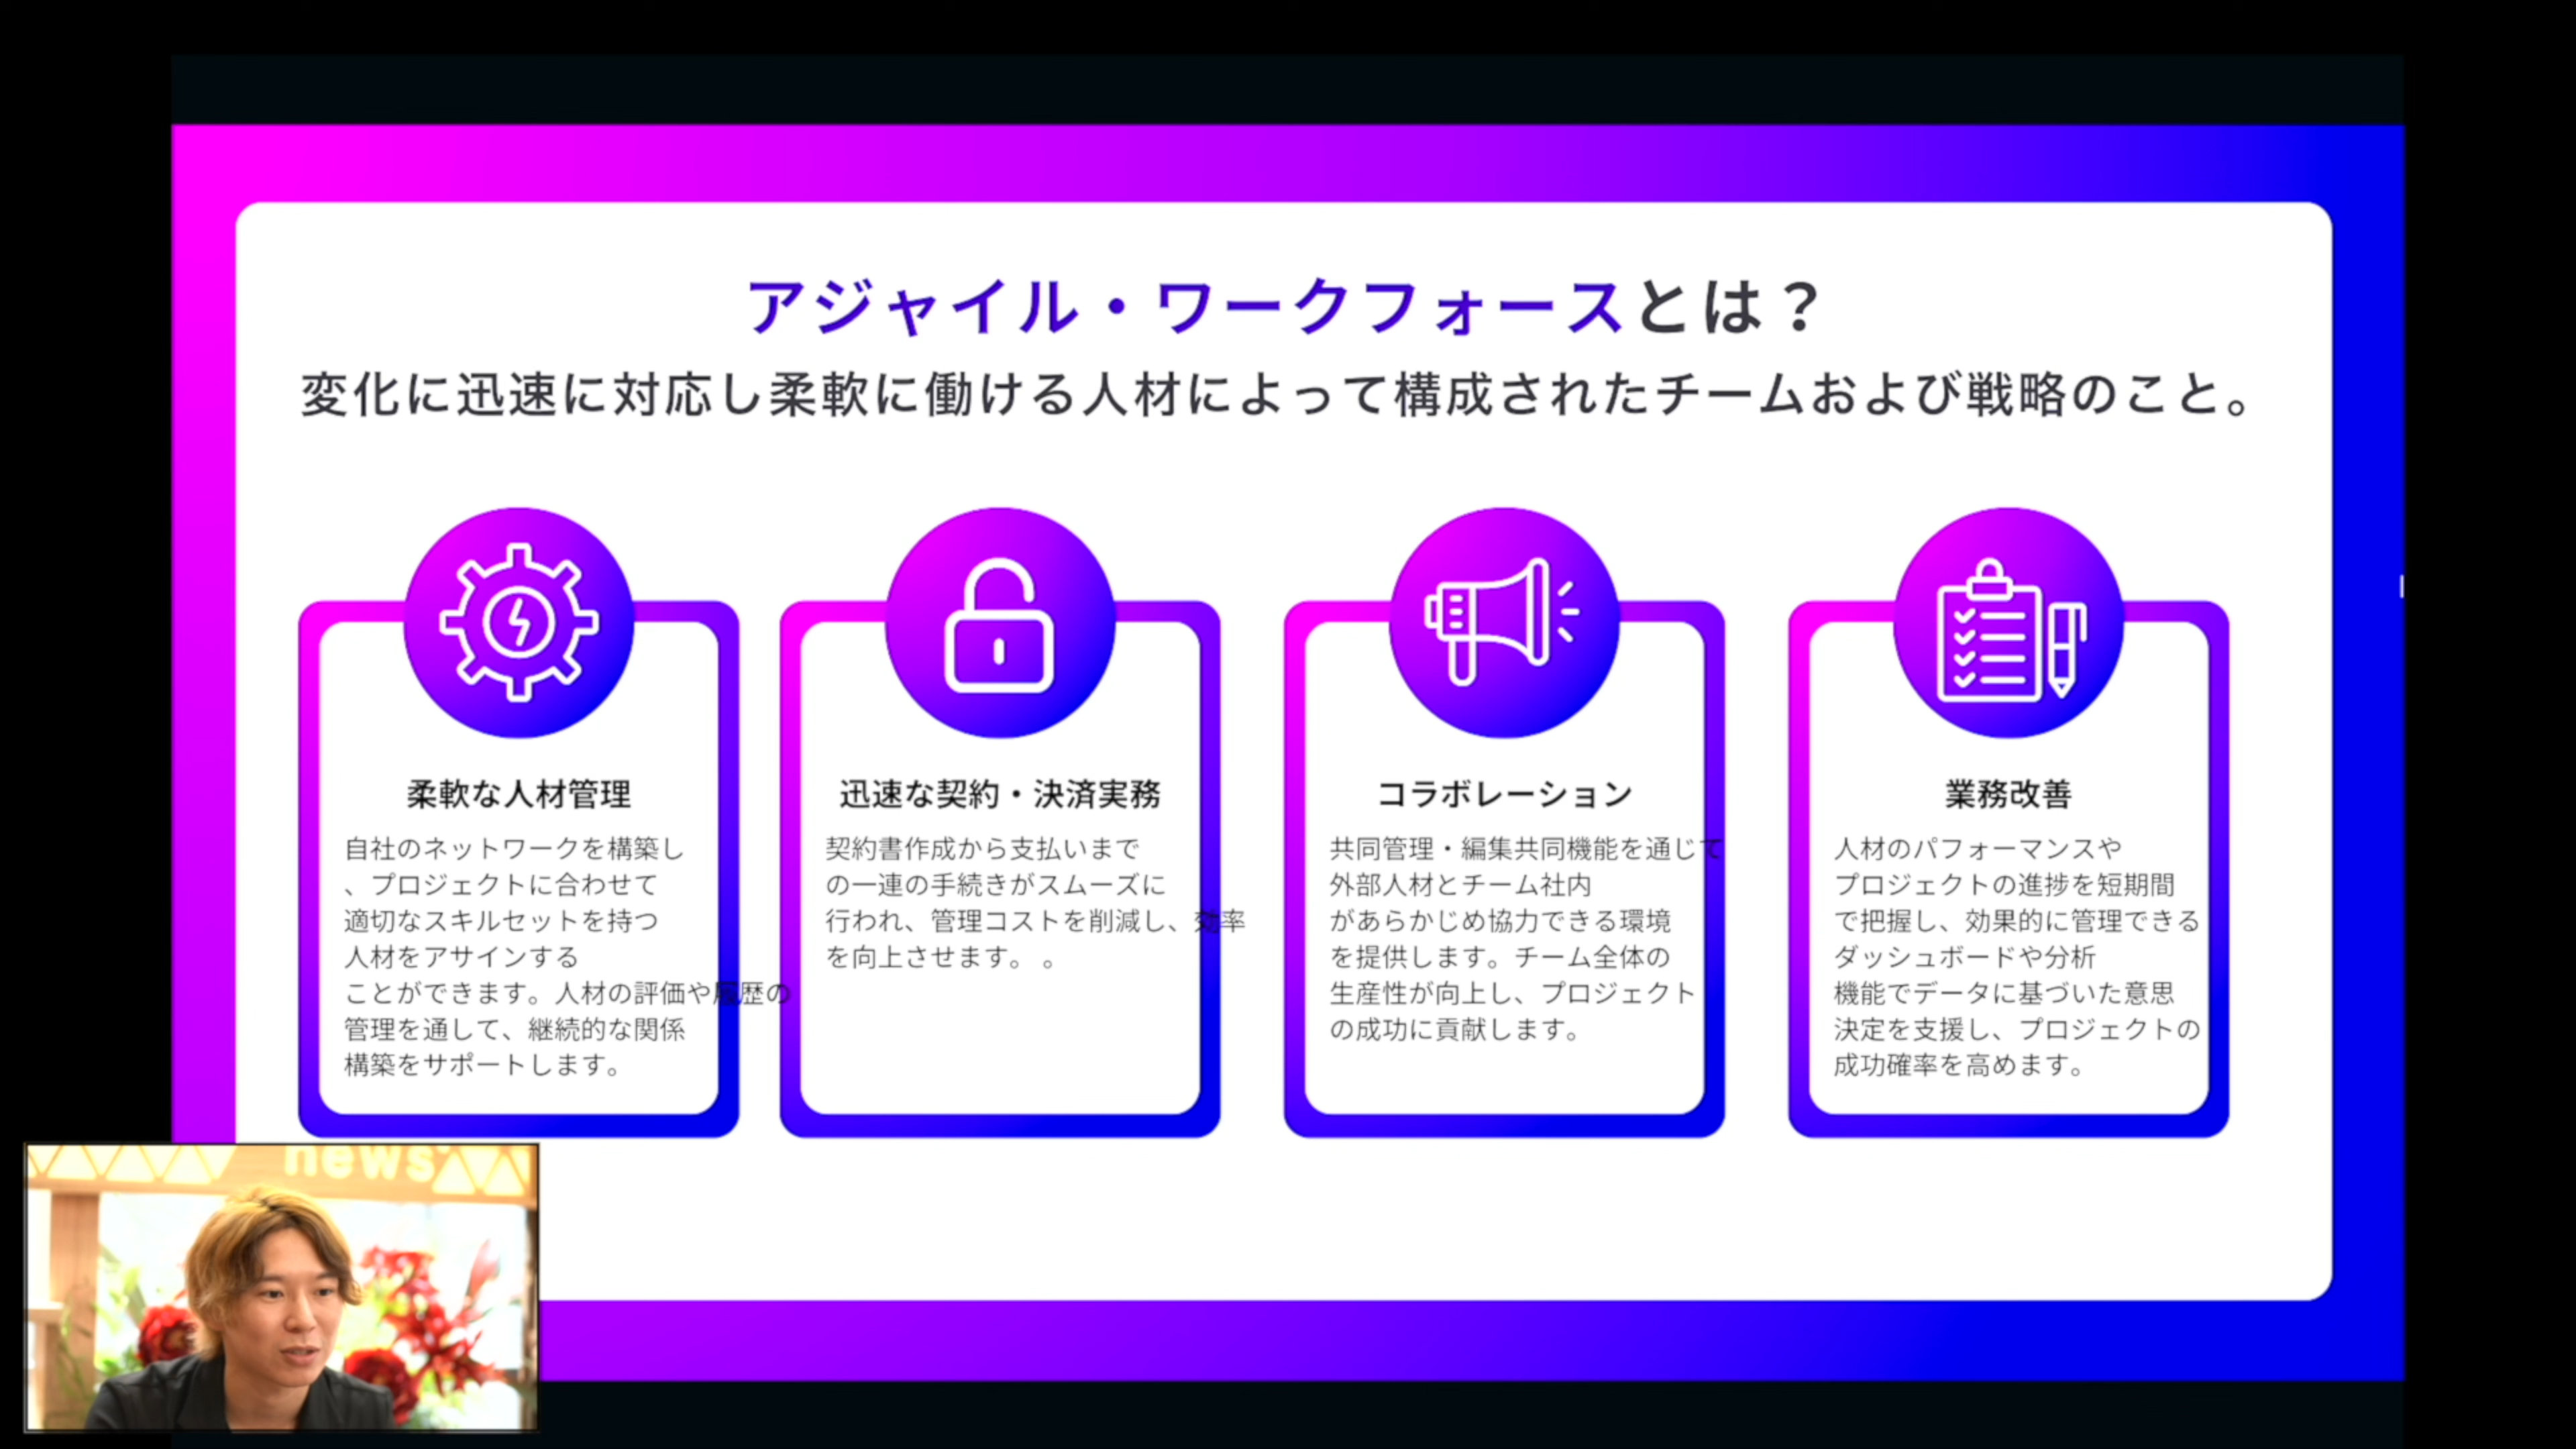 アジャイル・ワークフォースとは？
変化に迅速に対応し柔軟に働ける人材によって構成されたチームおよび戦略のこと。
柔軟な人材管理
自社のネットワークを構築し
、プロジェクトに合わせて
適切なスキルセットを持つ
人材をアサインする
ことができます。人材の評価や履歴の
管理を通して、継続的な関係
構築をサポートします。
迅速な契約・決済実務
契約書作成から支払いまで
の一連の手続きがスムーズに
行われ、管理コストを削減し、効率
を向上させます。 。
コラボレーション
共同管理・編集共同機能を通じて
外部人材とチーム社内
があらかじめ協力できる環境
を提供します。チーム全体の
生産性が向上し、プロジェクト
の成功に貢献します。
業務改善
人材のパフォーマンスや
プロジェクトの進捗を短期間
で把握し、効果的に管理できる
ダッシュボードや分析
機能でデータに基づいた意思
決定を支援し、プロジェクトの
成功確率を高めます。
news